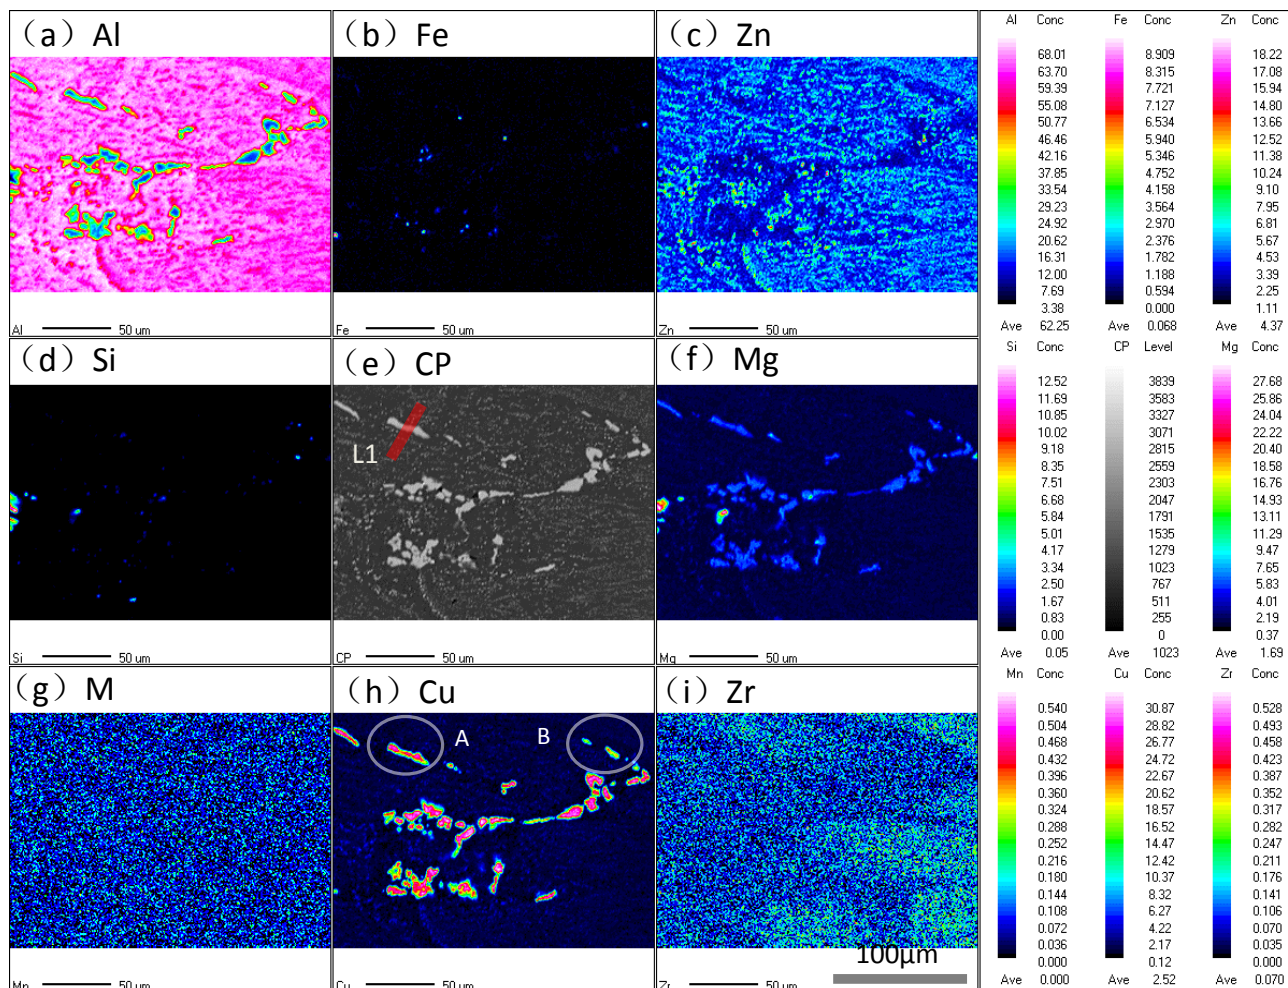 (a) Al
(b) Fe
(c) Zn
Al 50 um
Fe 50 um
Zn 50 um
(d) Si
(e) CP
(f) Mg
L1
Si 50 um
CP 50 um
Mg 50 um
(g) M
(h) Cu
(i) Zr
A
B
100μm
Mn 50 um
Cu 50 um
Zr 50 um
Al Conc Fe Conc Zn Conc
68.01 8.909 18.22
63.70 8.315 17.08
59.39 7.721 15.94
55.08 7.127 14.80
50.77 6.534 13.66
46.46 5.940 12.52
42.16 5.346 11.38
37.85 4.752 10.24
33.54 4.158 9.10
29.23 3.564 7.95
24.92 2.970 6.81
20.62 2.376 5.67
16.31 1.782 4.53
12.00 1.188 3.39
7.69 0.594 2.25
3.38 0.000 1.11
Ave 62.25 Ave 0.068 Ave 4.37
Si Conc CP Level Mg Conc
12.52 3839 27.68
11.69 3583 25.86
10.85 3327 24.04
10.02 3071 22.22
9.18 2815 20.40
8.35 2559 18.58
7.51 2303 16.76
6.68 2047 14.93
5.84 1791 13.11
5.01 1535 11.29
4.17 1279 9.47
3.34 1023 7.65
2.50 767 5.83
1.67 511 4.01
0.83 255 2.19
0.00 0 0.37
Ave 0.05 Ave 1023 Ave 1.69
Mn Conc Cu Conc Zr Conc
0.540 30.87 0.528
0.504 28.82 0.493
0.468 26.77 0.458
0.432 24.72 0.423
0.396 22.67 0.387
0.360 20.62 0.352
0.324 18.57 0.317
0.288 16.52 0.282
0.252 14.47 0.247
0.216 12.42 0.211
0.180 10.37 0.176
0.144 8.32 0.141
0.108 6.27 0.106
0.072 4.22 0.070
0.036 2.17 0.035
0.000 0.12 0.000
Ave 0.000 Ave 2.52 Ave 0.070